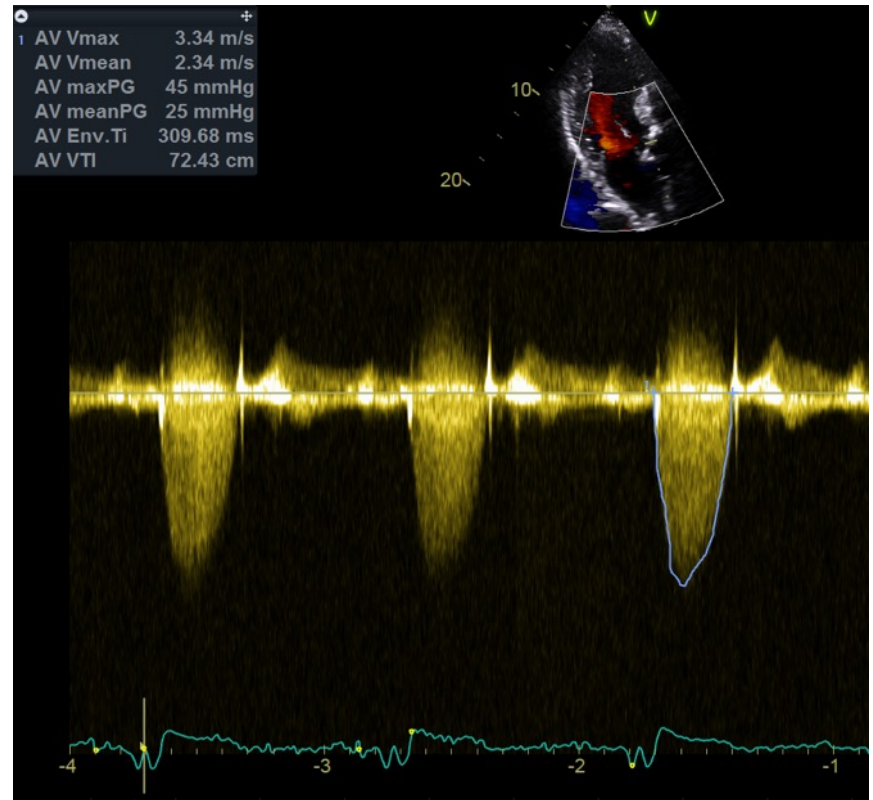 1 AV Vmax 3.34 m/s
AV Vmean 2.34 m/s
AV maxPG 45 mmHg
AV meanPG 25 mmHg
AV Env.Ti 309.68 ms
AV VTI 72.43 cm
V
10
20
1
-4 -3 -2 -1